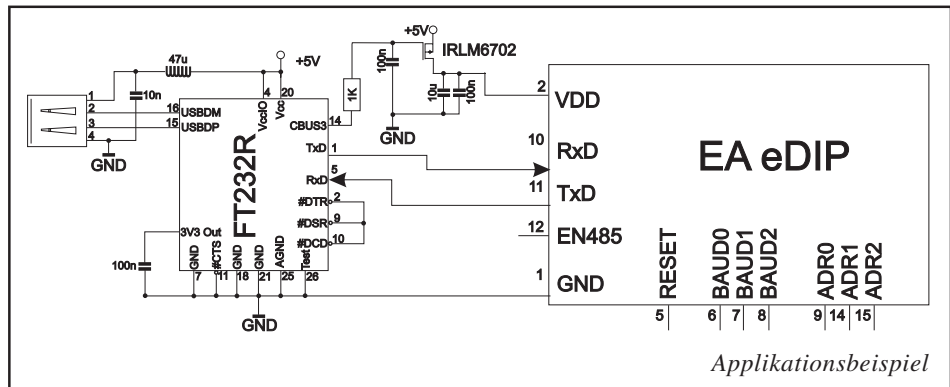 47u
+5V
10n
1
2
3
4
GND
16 USBDM
15 USBDP
4 20
VccIO Vcc
FT232R
CBUS3 14
TxD 1
RxD 5
#DTR 2
#DSR 9
#DCD 10
3V3 Out
100n
GND #CTS GND GND AGND Test
7 11 18 21 25 26
GND
1K
100n
+5V
IRLM6702
10u 100n
GND
EA eDIP
2 VDD
10 RxD
11 TxD
12 EN485
1 GND
RESET BAUD0 BAUD1 BAUD2 ADR0 ADR1 ADR2
5 6 7 8 9 14 15
Applikationsbeispiel